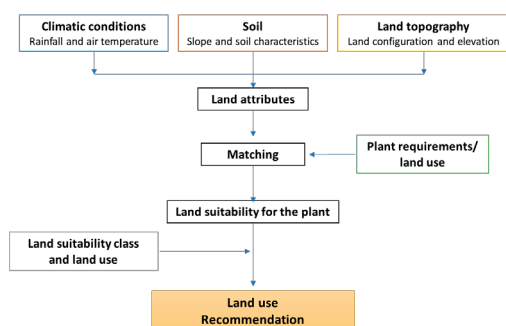 Climatic conditions
Rainfall and air temperature
Soil
Slope and soil characteristics
Land topography
Land configuration and elevation
Land attributes
Matching
Plant requirements/
land use
Land suitability for the plant
Land suitability class
and land use
Land use
Recommendation